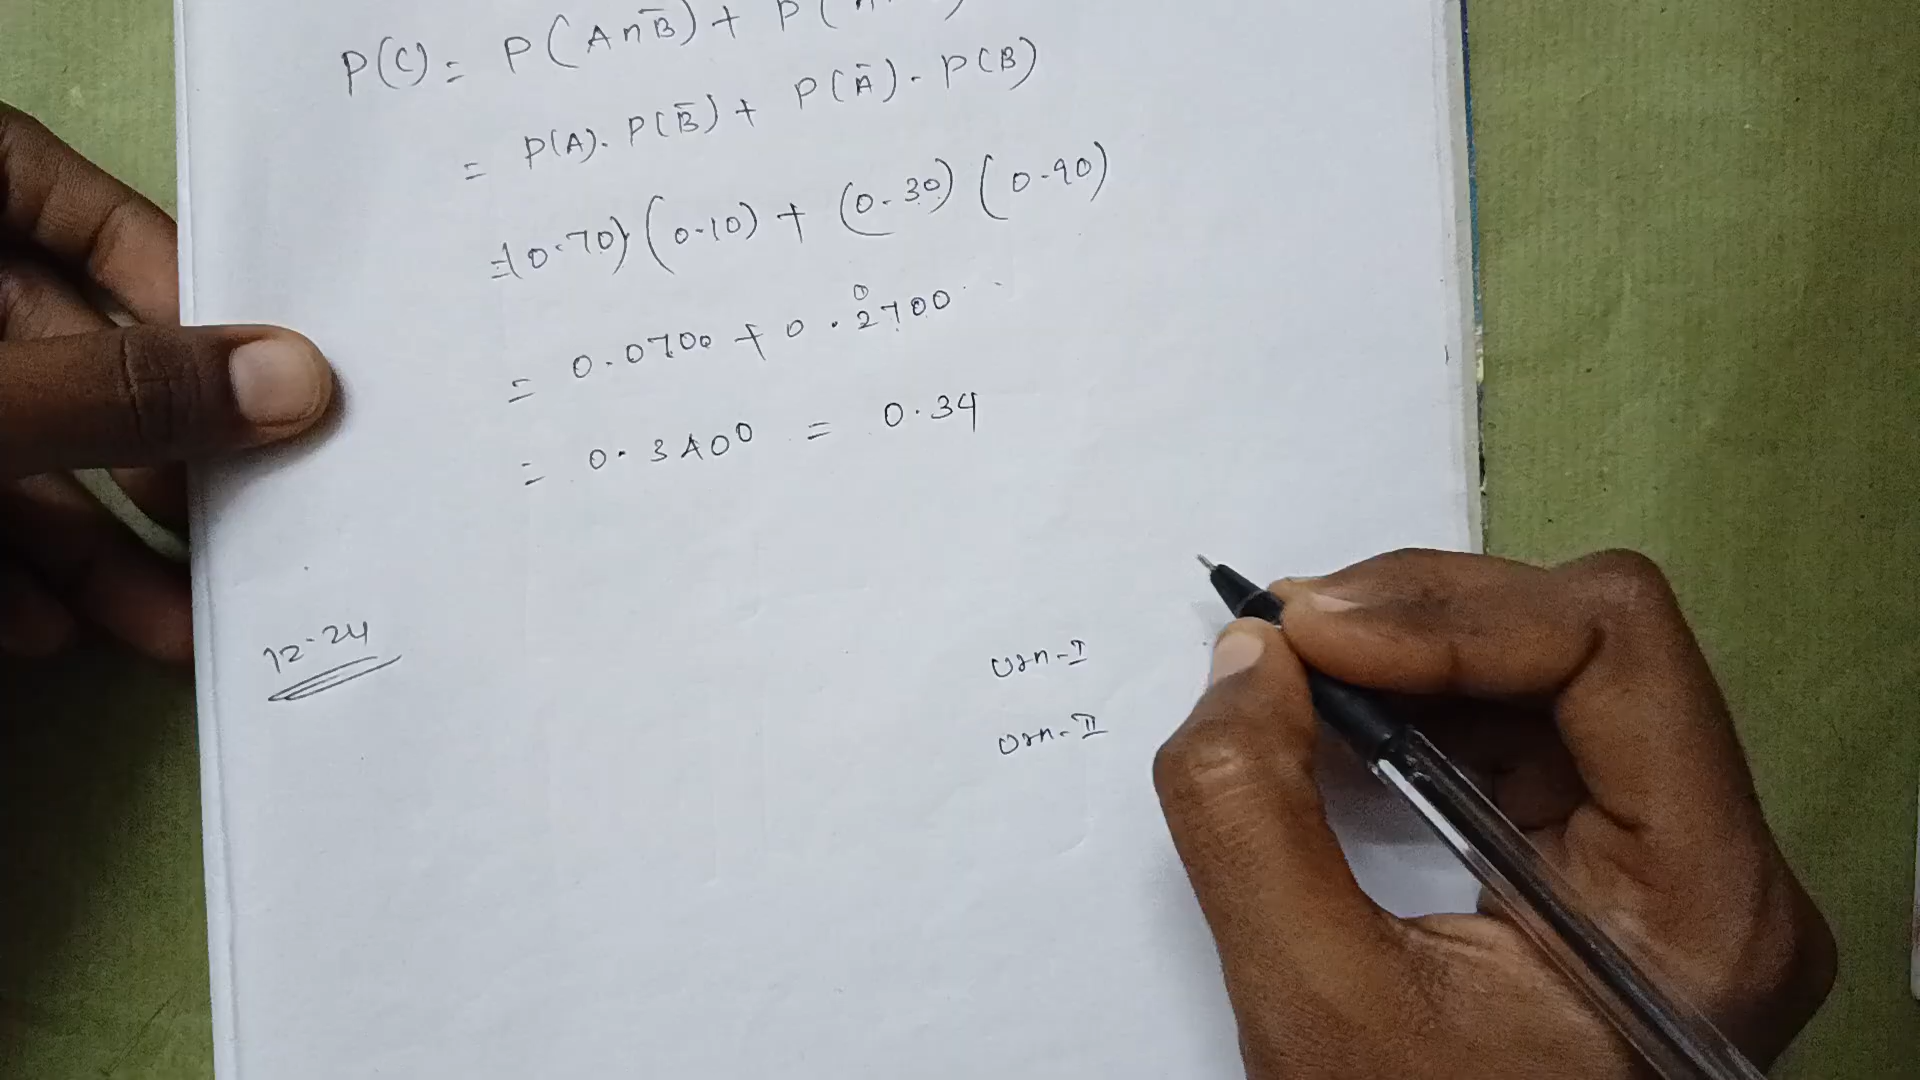 P(C) = P(A∩B̄) + P(
= P(A). P(B̄) + P(Ā). P(B)
= (0.70) (0.10) + (0.30) (0.90)
0
= 0.0700 + 0.2700
= 0.3400 = 0.34
12.24
Urn-I
Urn-II